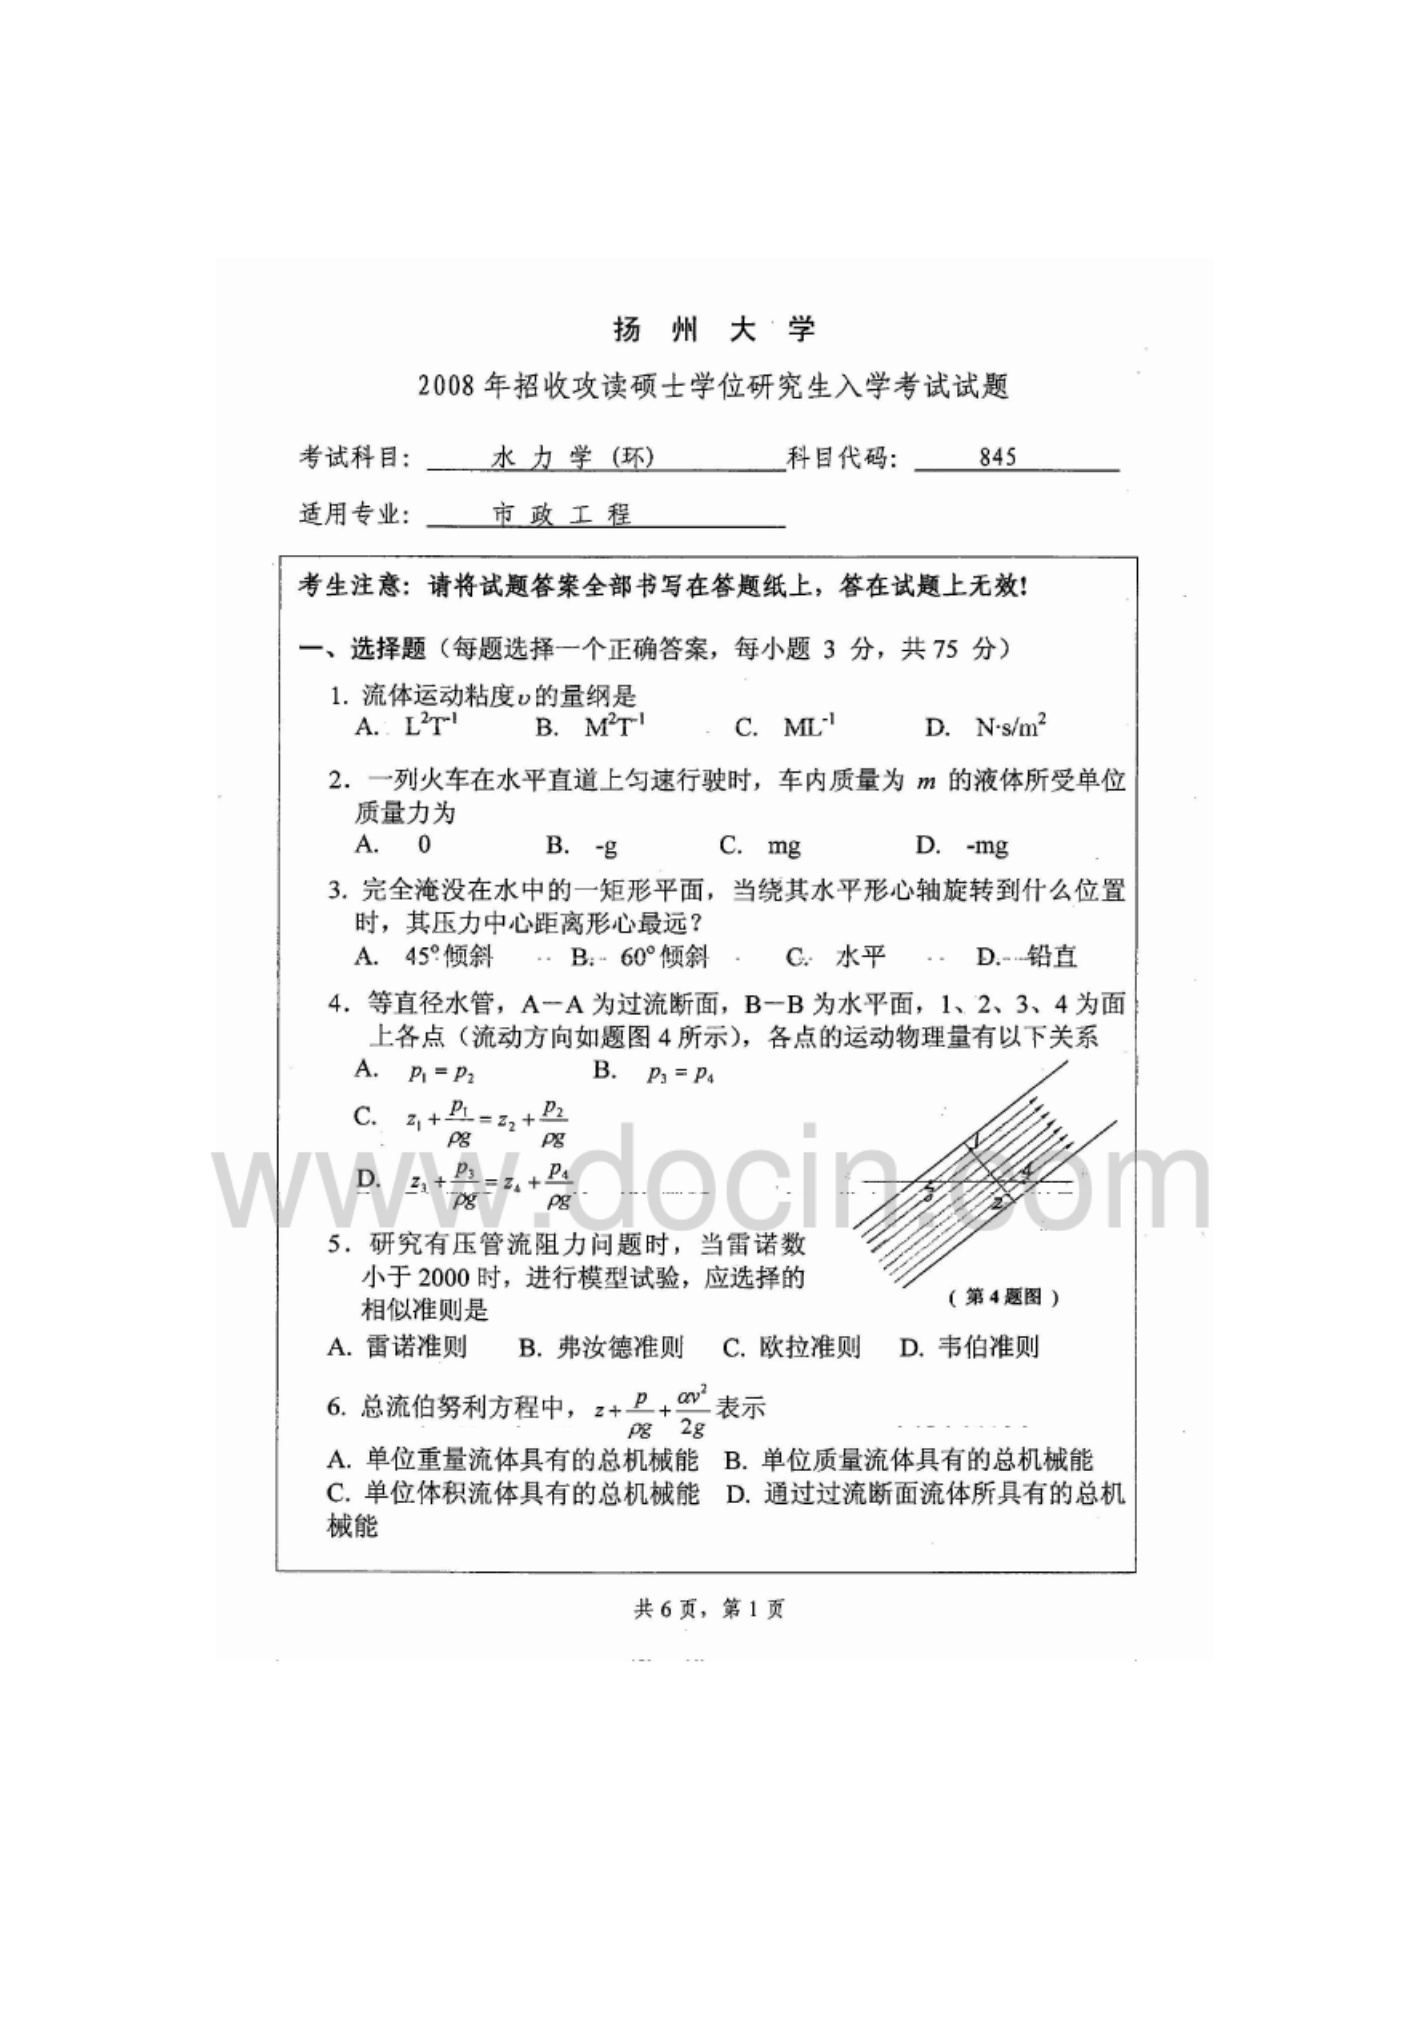 扬 州 大 学
2008 年招收攻读硕士学位研究生入学考试试题
考试科目: 水 力 学 (环) 科目代码: 845
适用专业: 市 政 工 程
考生注意: 请将试题答案全部书写在答题纸上，答在试题上无效!
一、选择题（每题选择一个正确答案，每小题 3 分，共 75 分）
1. 流体运动粘度υ的量纲是
A. L²T⁻¹ B. M²T⁻¹ C. ML⁻¹ D. N·s/m²
2. 一列火车在水平直道上匀速行驶时，车内质量为 m 的液体所受单位
质量力为
A. 0 B. -g C. mg D. -mg
3. 完全淹没在水中的一矩形平面，当绕其水平形心轴旋转到什么位置
时，其压力中心距离形心最远?
A. 45°倾斜 B. 60°倾斜 C. 水平 D. 铅直
4. 等直径水管，A－A 为过流断面，B－B 为水平面，1、2、3、4 为面
上各点（流动方向如题图 4 所示），各点的运动物理量有以下关系
A. p₁ = p₂ B. p₃ = p₄
C. z₁ + p₁/ρg = z₂ + p₂/ρg
D. z₃ + p₃/ρg = z₄ + p₄/ρg
1
4
3
2
( 第 4 题图 )
5. 研究有压管流阻力问题时，当雷诺数
小于 2000 时，进行模型试验，应选择的
相似准则是
A. 雷诺准则 B. 弗汝德准则 C. 欧拉准则 D. 韦伯准则
6. 总流伯努利方程中，z + p/ρg + αv²/2g 表示
A. 单位重量流体具有的总机械能 B. 单位质量流体具有的总机械能
C. 单位体积流体具有的总机械能 D. 通过过流断面流体所具有的总机
械能
共 6 页，第 1 页
www.docin.com